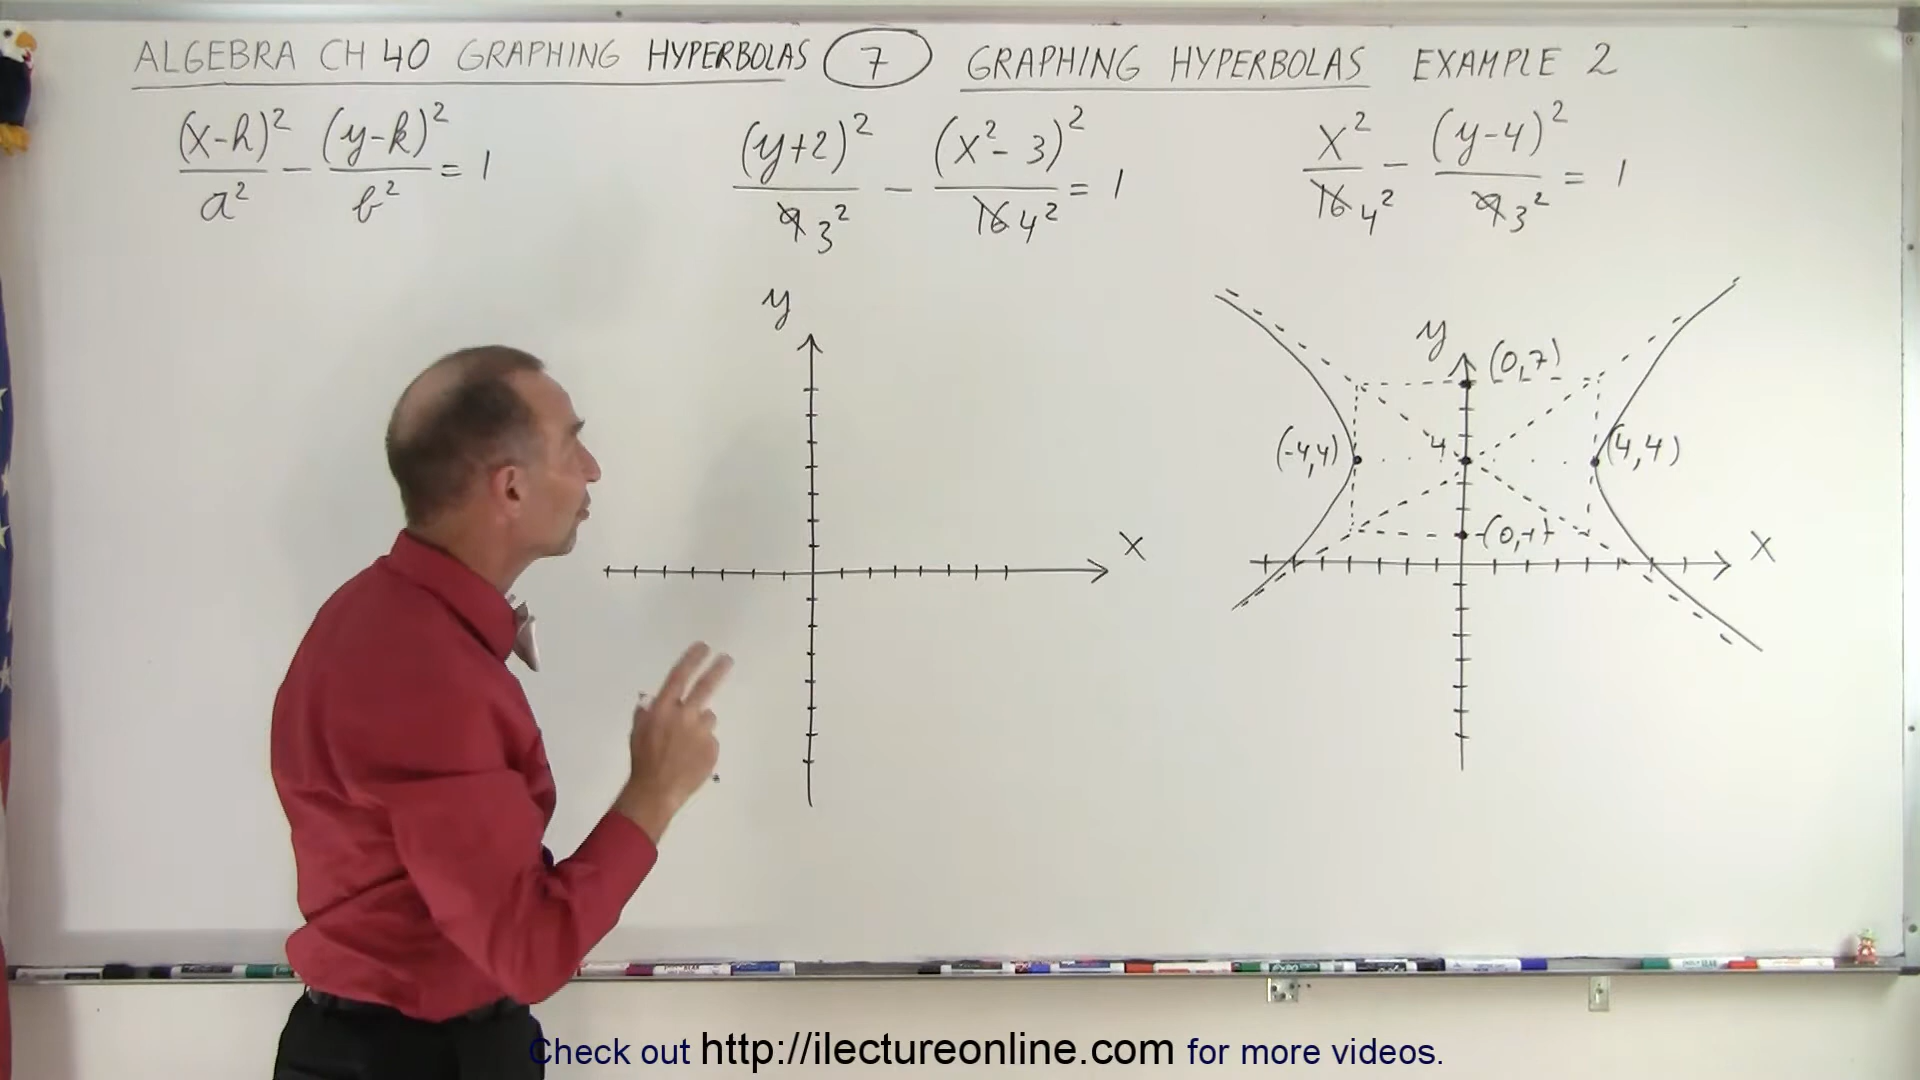 ALGEBRA CH 40 GRAPHING HYPERBOLAS 7 GRAPHING HYPERBOLAS EXAMPLE 2
(x-h)²/a² - (y-k)²/b² = 1
(y+2)²/9 3² - (x²-3)²/16 4² = 1
x²/16 4² - (y-4)²/9 3² = 1
y
x
y
(0,7)
(-4,4)
4
(4,4)
(0,-1)
x
EXPO
Check out http://ilectureonline.com for more videos.